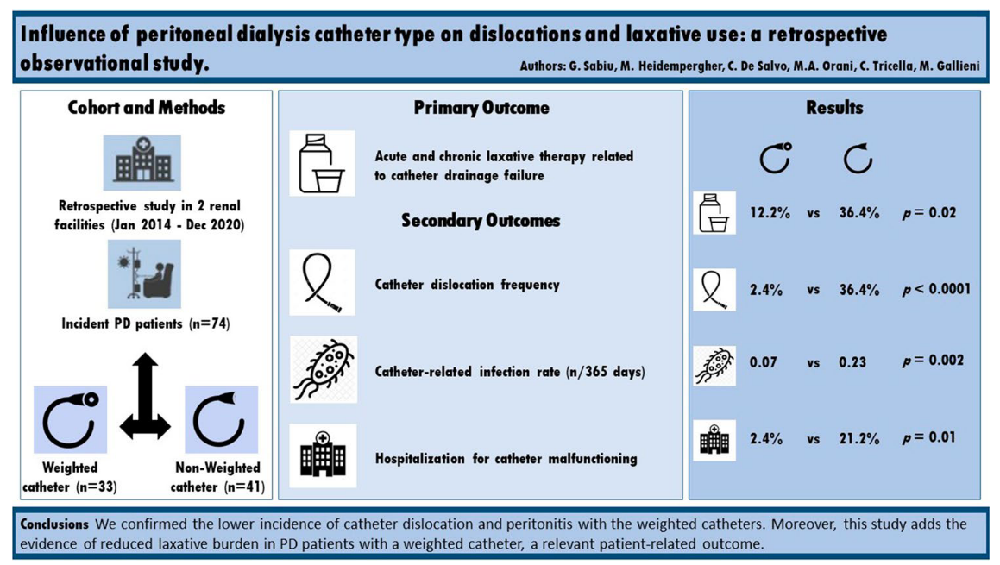 Influence of peritoneal dialysis catheter type on dislocations and laxative use: a retrospective
observational study.
Authors: G. Sabiu, M. Heidempergher, C. De Salvo, M.A. Orani, C. Tricella, M. Gallieni
Cohort and Methods
Retrospective study in 2 renal
facilities (Jan 2014 - Dec 2020)
Incident PD patients (n=74)
Weighted
catheter (n=33)
Non-Weighted
catheter (n=41)
Primary Outcome
Acute and chronic laxative therapy related
to catheter drainage failure
Secondary Outcomes
Catheter dislocation frequency
Catheter-related infection rate (n/365 days)
Hospitalization for catheter malfunctioning
Results
12.2% vs 36.4% p = 0.02
2.4% vs 36.4% p < 0.0001
0.07 vs 0.23 p = 0.002
2.4% vs 21.2% p = 0.01
Conclusions We confirmed the lower incidence of catheter dislocation and peritonitis with the weighted catheters. Moreover, this study adds the
evidence of reduced laxative burden in PD patients with a weighted catheter, a relevant patient-related outcome.